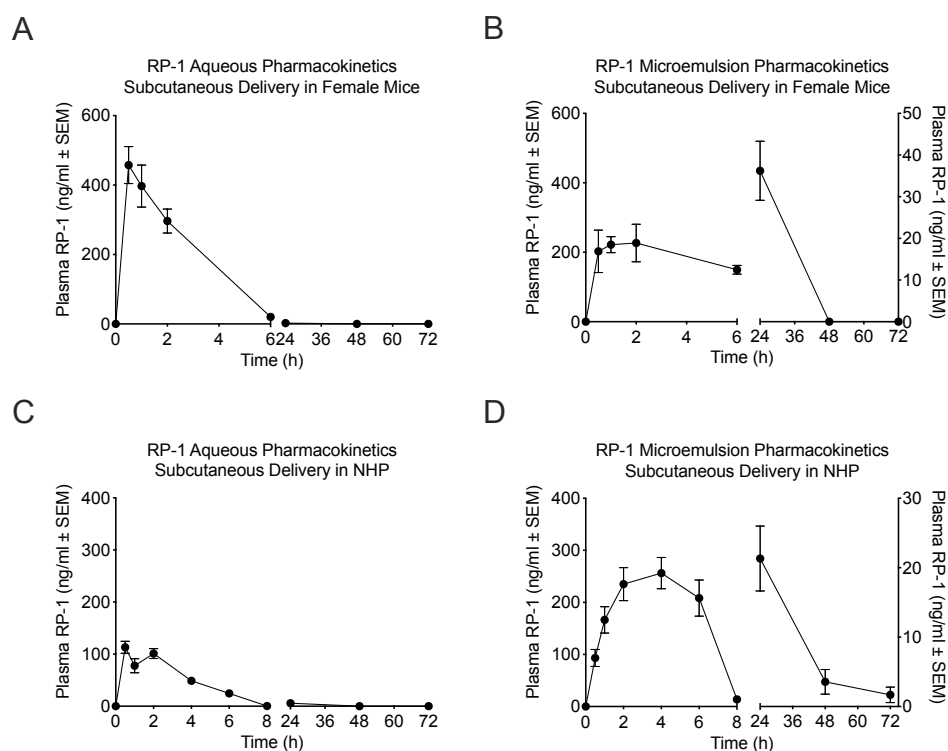 A
RP-1 Aqueous Pharmacokinetics
Subcutaneous Delivery in Female Mice
Plasma RP-1 (ng/ml ± SEM)
600
400
200
0
0 2 4 6 24 36 48 60 72
Time (h)
B
RP-1 Microemulsion Pharmacokinetics
Subcutaneous Delivery in Female Mice
Plasma RP-1 (ng/ml ± SEM)
600
400
200
0
0 2 4 6 24 36 48 60 72
Time (h)
50
40
30
20
10
0
Plasma RP-1 (ng/ml ± SEM)
C
RP-1 Aqueous Pharmacokinetics
Subcutaneous Delivery in NHP
Plasma RP-1 (ng/ml ± SEM)
400
300
200
100
0
0 2 4 6 8 24 36 48 60 72
Time (h)
D
RP-1 Microemulsion Pharmacokinetics
Subcutaneous Delivery in NHP
Plasma RP-1 (ng/ml ± SEM)
400
300
200
100
0
0 2 4 6 8 24 36 48 60 72
Time (h)
30
20
10
0
Plasma RP-1 (ng/ml ± SEM)